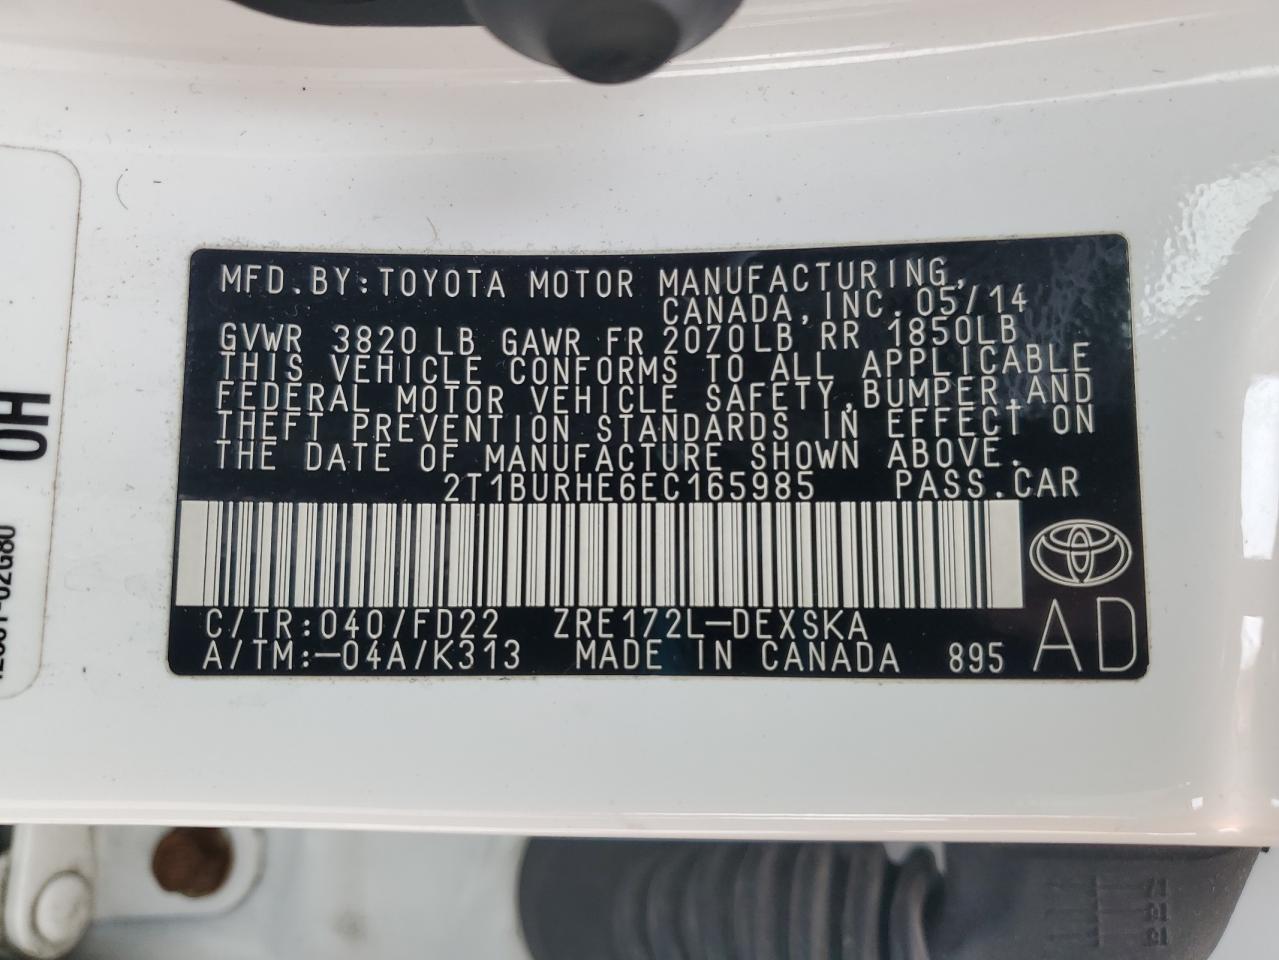 MFD.BY:TOYOTA MOTOR MANUFACTURING,
CANADA,INC.05/14
GVWR 3820 LB GAWR FR 2070LB RR 1850LB
THIS VEHICLE CONFORMS TO ALL APPLICABLE
FEDERAL MOTOR VEHICLE SAFETY,BUMPER,AND
THEFT PREVENTION STANDARDS IN EFFECT ON
THE DATE OF MANUFACTURE SHOWN ABOVE.
2T1BURHE6EC165985 PASS.CAR
C/TR:040/FD22 ZRE172L-DEXSKA
A/TM:-04A/K313 MADE IN CANADA 895 AD